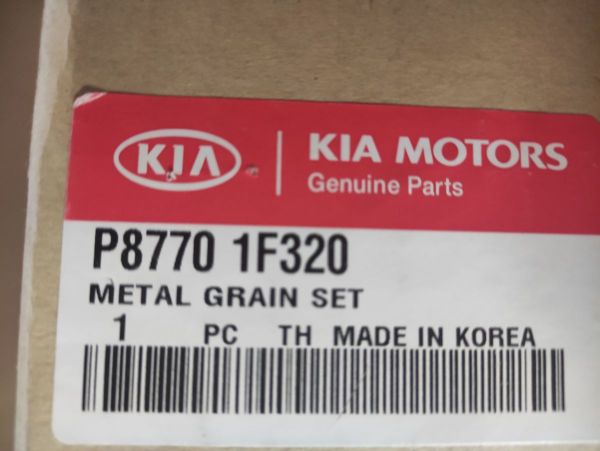 KIA
KIA MOTORS
Genuine Parts
P8770 1F320
METAL GRAIN SET
1 PC TH MADE IN KOREA